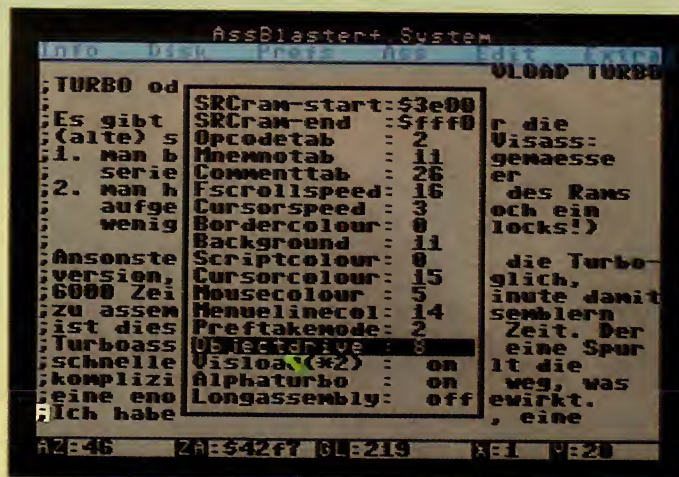 AssBlaster+.System
Info Disk Prefs Ass Edit Extra
VLOAD TURBO
;TURBO od
;
;Es gibt
;(alte) s
;1. man b
;   serie
;2. man h
;   aufge
;   wenig
;Ansonste
;version,
;6000 Zei
;zu assem
;ist dies
;Turboass
;schnelle
;komplizi
;eine eno
;Ich habe
SRCram-start:$3e00
SRCram-end  :$fff0
Opcodetab   : 2
Mnemnotab   : 11
Commenttab  : 26
Fscrollspeed: 16
Cursorspeed : 3
Bordercolour: 0
Background  : 11
Scriptcolour: 0
Cursorcolour: 15
Mousecolour : 5
Menuelinecol: 14
Preftakemode: 2
Objectdrive : 8
Visload(*2) : on
Alphaturbo  : on
Longassembly: off
r die
Visass:
gemaesse
er
des Rams
och ein
locks!)
die Turbo-
glich,
inute damit
semblern
Zeit. Der
eine Spur
lt die
weg, was
ewirkt.
, eine
AZ:46 ZA:$42f7 GL:219 X:1 Y:20